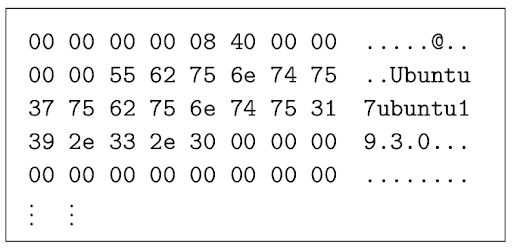 00 00 00 00 08 40 00 00 .....@..
00 00 55 62 75 6e 74 75 ..Ubuntu
37 75 62 75 6e 74 75 31 7ubuntu1
39 2e 33 2e 30 00 00 00 9.3.0...
00 00 00 00 00 00 00 00 ........
⋮ ⋮